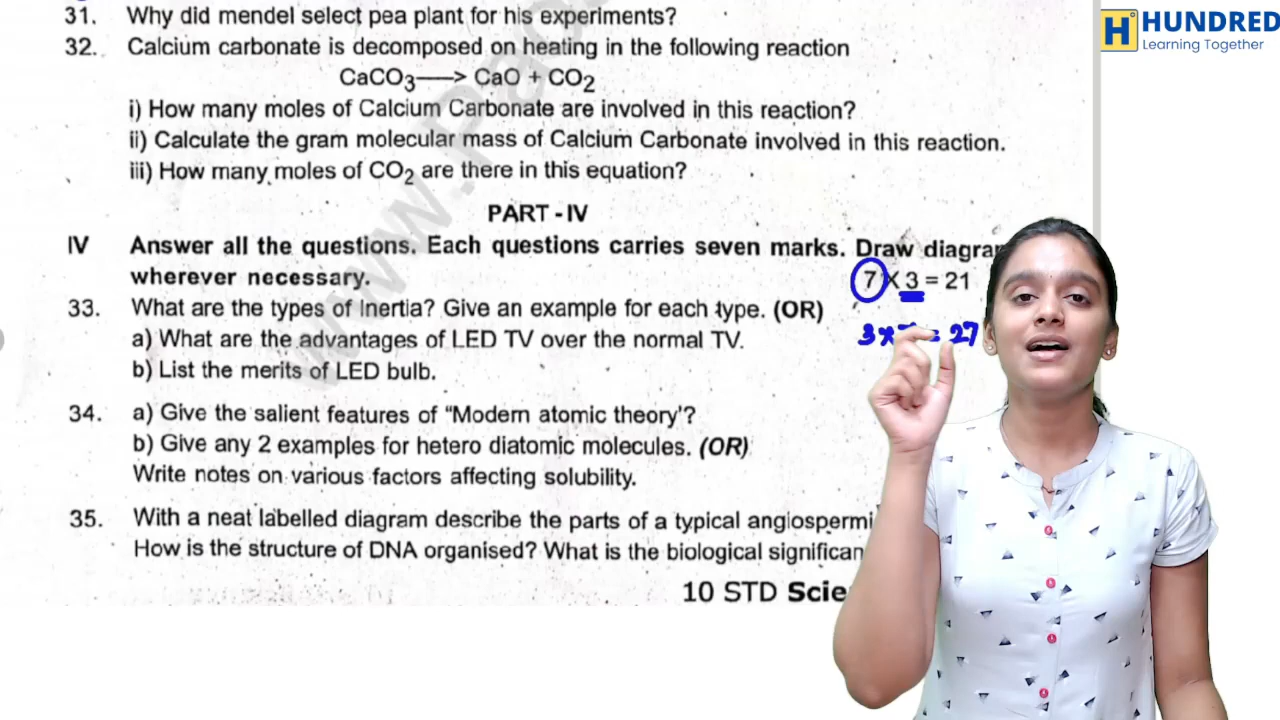 HUNDRED
Learning Together
31. Why did mendel select pea plant for his experiments?
32. Calcium carbonate is decomposed on heating in the following reaction
CaCO3 —> CaO + CO2
i) How many moles of Calcium Carbonate are involved in this reaction?
ii) Calculate the gram molecular mass of Calcium Carbonate involved in this reaction.
iii) How many moles of CO2 are there in this equation?
PART - IV
IV Answer all the questions. Each questions carries seven marks. Draw diagra
wherever necessary. 7 X 3 = 21
33. What are the types of Inertia? Give an example for each type. (OR)
a) What are the advantages of LED TV over the normal TV.
b) List the merits of LED bulb.
34. a) Give the salient features of "Modern atomic theory'?
b) Give any 2 examples for hetero diatomic molecules. (OR)
Write notes on various factors affecting solubility.
35. With a neat labelled diagram describe the parts of a typical angiospermi
How is the structure of DNA organised? What is the biological significan
10 STD Scie